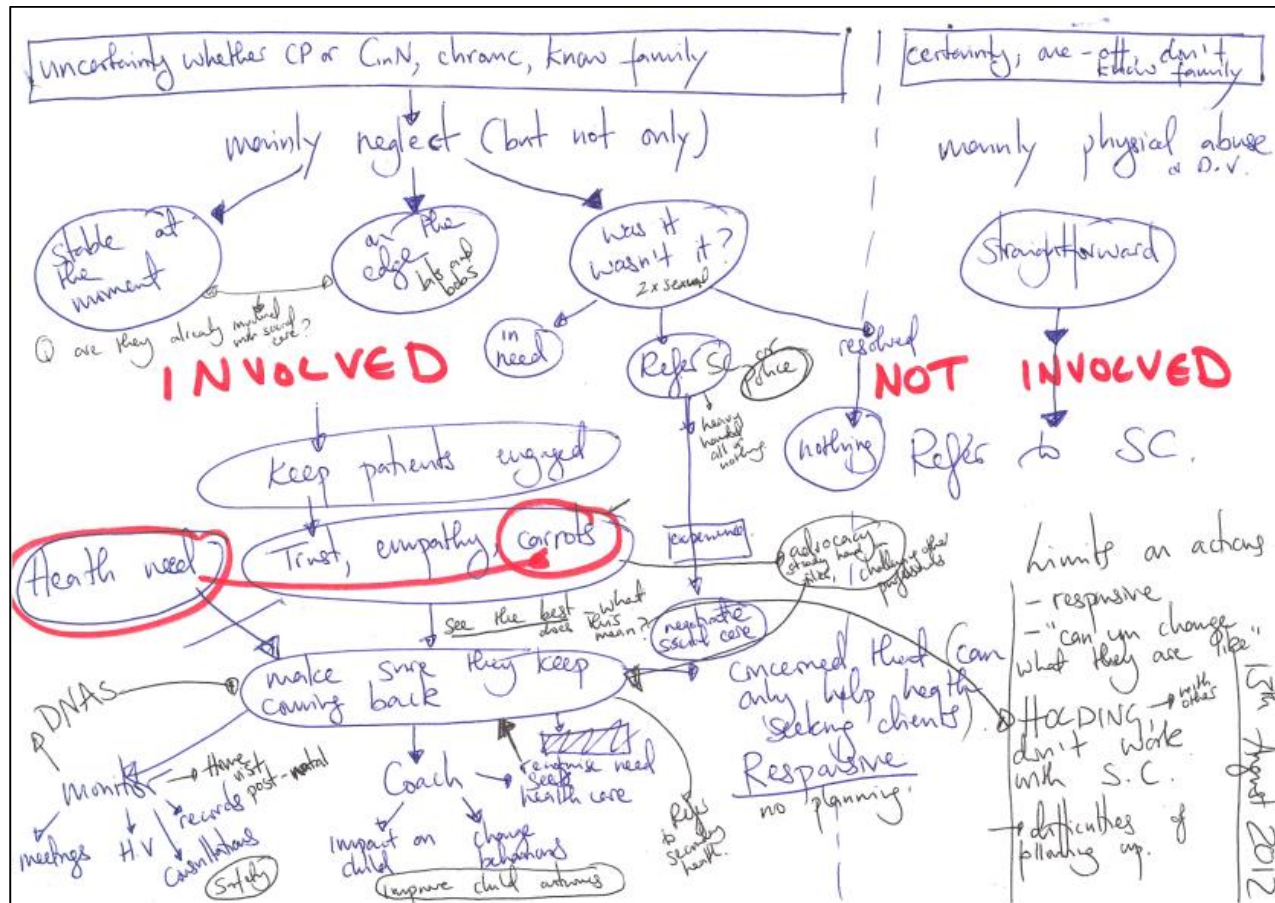 uncertainty whether CP or CinN, chronic, know family
certainty, one-off, don't
know family
mainly neglect (but not only)
mainly physical abuse
or D.V.
stable at
the
moment
on the
edge
bits and
bobs
was it
wasn't it?
2 x sexual
straightforward
Q are they already involved
with social
care?
in
need
Refer SC or
police
resolved
INVOLVED
NOT INVOLVED
heavy
handed
all or
nothing
nothing
Refer to SC.
Keep patients engaged
Health need
Trust, empathy, carrots
experience
advocacy
steady hand
challenge other
professionals
see the best - what
does this
mean?
negotiate
social care
make sure they keep
coming back
DNAs
concerned that (can
only help health-
seeking clients)
Responsive
no planning.
Limits on actions
- responsive
- "can you change
what they are like"
HOLDING,
with
other
don't work
with S.C.
→ difficulties of
following up.
13th August 2012
Monitor
Home
visit
post-natal
records
meetings
H.V
consultations
safety
Coach
recognise need
seek
health care
impact on
child
change
behaviours
improve child outcomes
Refer
to
secondary
health.